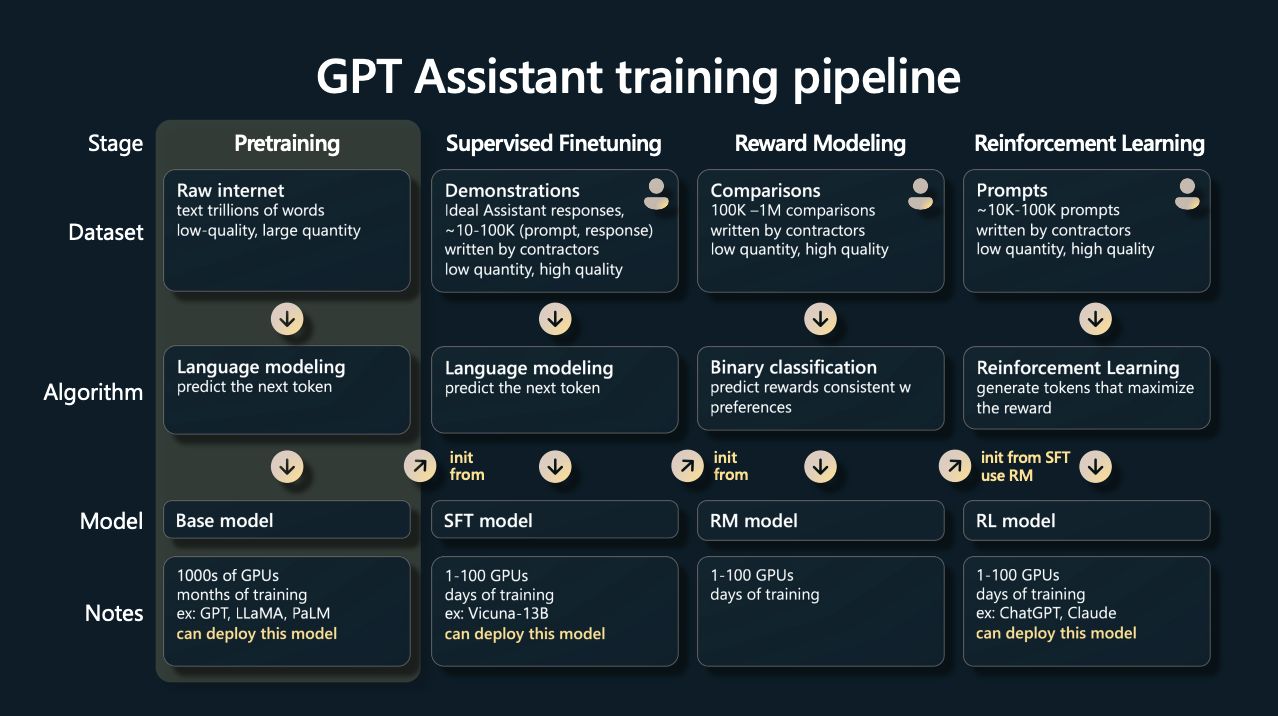 GPT Assistant training pipeline
Stage
Pretraining
Supervised Finetuning
Reward Modeling
Reinforcement Learning
Dataset
Raw internet
text trillions of words
low-quality, large quantity
Demonstrations
Ideal Assistant responses,
~10-100K (prompt, response)
written by contractors
low quantity, high quality
Comparisons
100K –1M comparisons
written by contractors
low quantity, high quality
Prompts
~10K-100K prompts
written by contractors
low quantity, high quality
Algorithm
Language modeling
predict the next token
Language modeling
predict the next token
Binary classification
predict rewards consistent w
preferences
Reinforcement Learning
generate tokens that maximize
the reward
init
from
init
from
init from SFT
use RM
Model
Base model
SFT model
RM model
RL model
Notes
1000s of GPUs
months of training
ex: GPT, LLaMA, PaLM
can deploy this model
1-100 GPUs
days of training
ex: Vicuna-13B
can deploy this model
1-100 GPUs
days of training
1-100 GPUs
days of training
ex: ChatGPT, Claude
can deploy this model